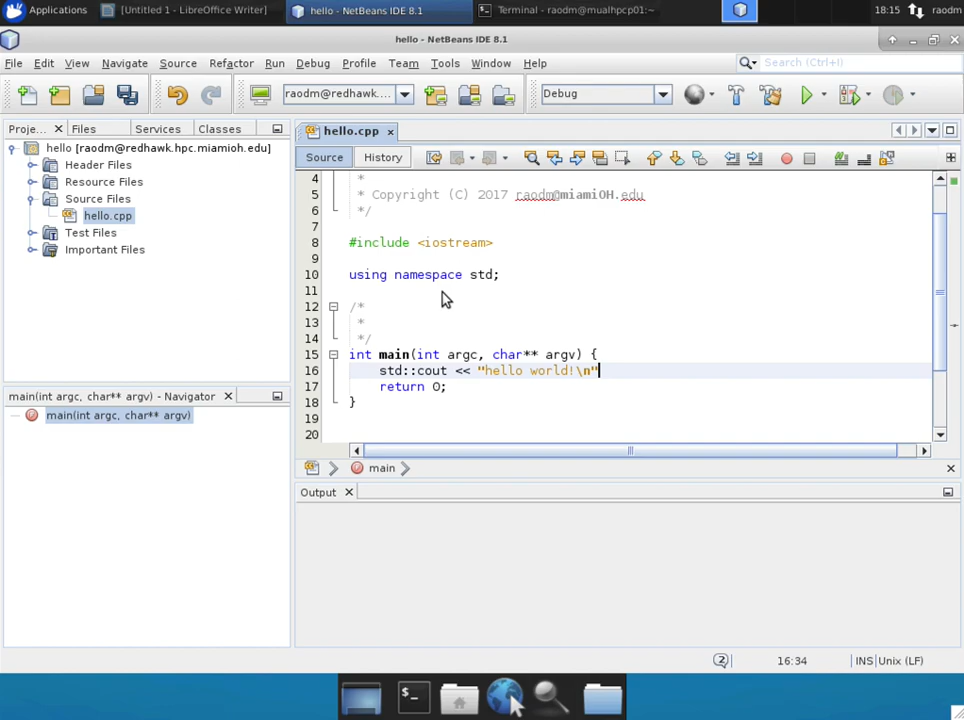 Applications
[Untitled 1 - LibreOffice Writer]
hello - NetBeans IDE 8.1
Terminal - raodm@mualhpcp01:~
18:15
raodm
hello - NetBeans IDE 8.1
File Edit View Navigate Source Refactor Run Debug Profile Team Tools Window Help
Search (Ctrl+I)
raodm@redhawk....
Debug
Proje...
Files
Services
Classes
hello.cpp
hello [raodm@redhawk.hpc.miamioh.edu]
Header Files
Resource Files
Source Files
hello.cpp
Test Files
Important Files
Source
History
4 *
5 * Copyright (C) 2017 raodm@miamiOH.edu
6 */
7
8 #include <iostream>
9
10 using namespace std;
11
12 /*
13 *
14 */
15 int main(int argc, char** argv) {
16 std::cout << "hello world!\n"
17 return 0;
18 }
19
20
main
main(int argc, char** argv) - Navigator
main(int argc, char** argv)
Output
2
16:34
INS
Unix (LF)